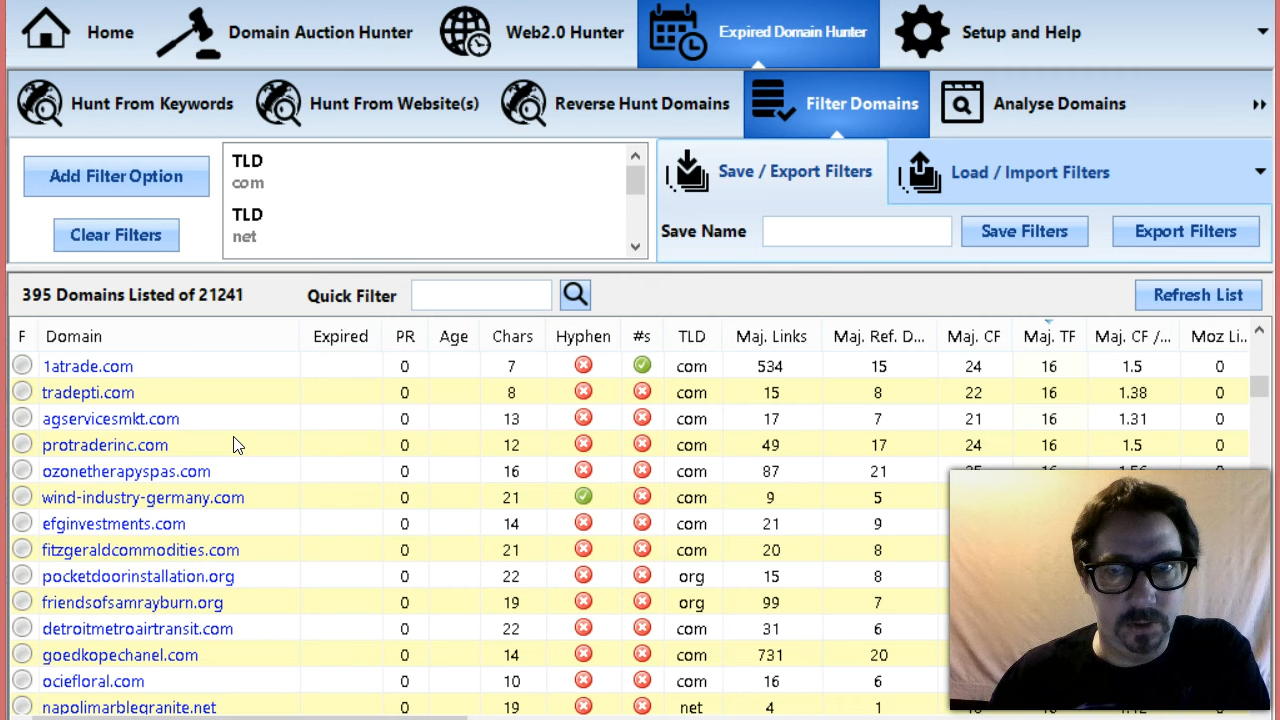 Home Domain Auction Hunter Web2.0 Hunter Expired Domain Hunter Setup and Help
Hunt From Keywords Hunt From Website(s) Reverse Hunt Domains Filter Domains Analyse Domains
Add Filter Option
Clear Filters
TLD
com
TLD
net
Save / Export Filters Load / Import Filters
Save Name Save Filters Export Filters
395 Domains Listed of 21241 Quick Filter Refresh List
F Domain Expired PR Age Chars Hyphen #s TLD Maj. Links Maj. Ref. D... Maj. CF Maj. TF Maj. CF /... Moz Li...
1atrade.com 0 7 com 534 15 24 16 1.5 0
tradepti.com 0 8 com 15 8 22 16 1.38 0
agservicesmkt.com 0 13 com 17 7 21 16 1.31 0
protraderinc.com 0 12 com 49 17 24 16 1.5 0
ozonetherapyspas.com 0 16 com 87 21
wind-industry-germany.com 0 21 com 9 5
efginvestments.com 0 14 com 21 9
fitzgeraldcommodities.com 0 21 com 20 8
pocketdoorinstallation.org 0 22 org 15 8
friendsofsamrayburn.org 0 19 org 99 7
detroitmetroairtransit.com 0 22 com 31 6
goedkopechanel.com 0 14 com 731 20
ociefloral.com 0 10 com 16 6
napolimarblegranite.net 0 19 net 4 1